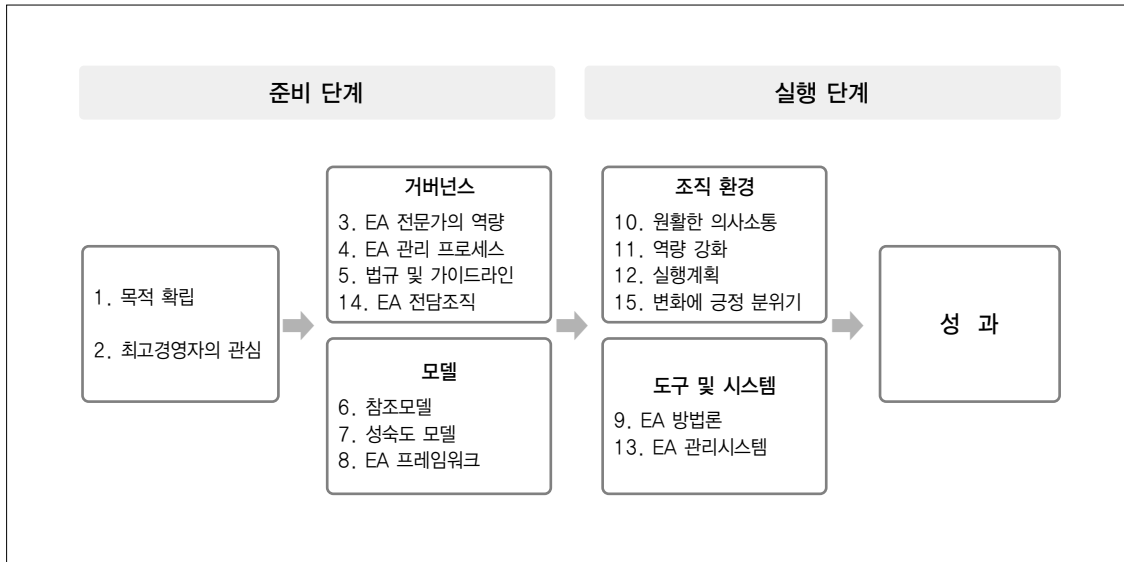 준비 단계
실행 단계
1. 목적 확립
2. 최고경영자의 관심
거버넌스
3. EA 전문가의 역량
4. EA 관리 프로세스
5. 법규 및 가이드라인
14. EA 전담조직
모델
6. 참조모델
7. 성숙도 모델
8. EA 프레임워크
조직 환경
10. 원활한 의사소통
11. 역량 강화
12. 실행계획
15. 변화에 긍정 분위기
도구 및 시스템
9. EA 방법론
13. EA 관리시스템
성 과